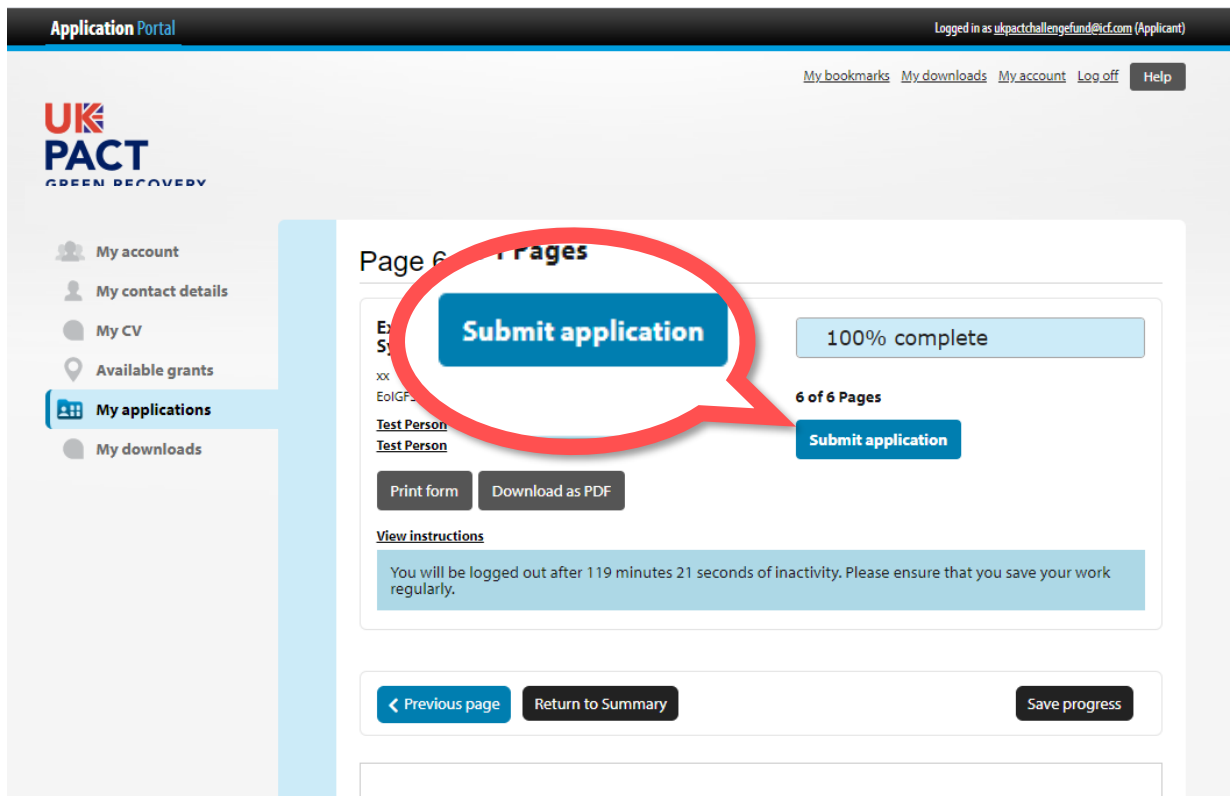 Application Portal
Logged in as ukpactchallengefund@icf.com (Applicant)
My bookmarks My downloads My account Log off Help
UK
PACT
GREEN RECOVERY
My account
My contact details
My CV
Available grants
My applications
My downloads
Page 6
Pages
Submit application
100% complete
xx
6 of 6 Pages
Test Person
Submit application
Test Person
Print form Download as PDF
View instructions
You will be logged out after 119 minutes 21 seconds of inactivity. Please ensure that you save your work
regularly.
Previous page Return to Summary Save progress